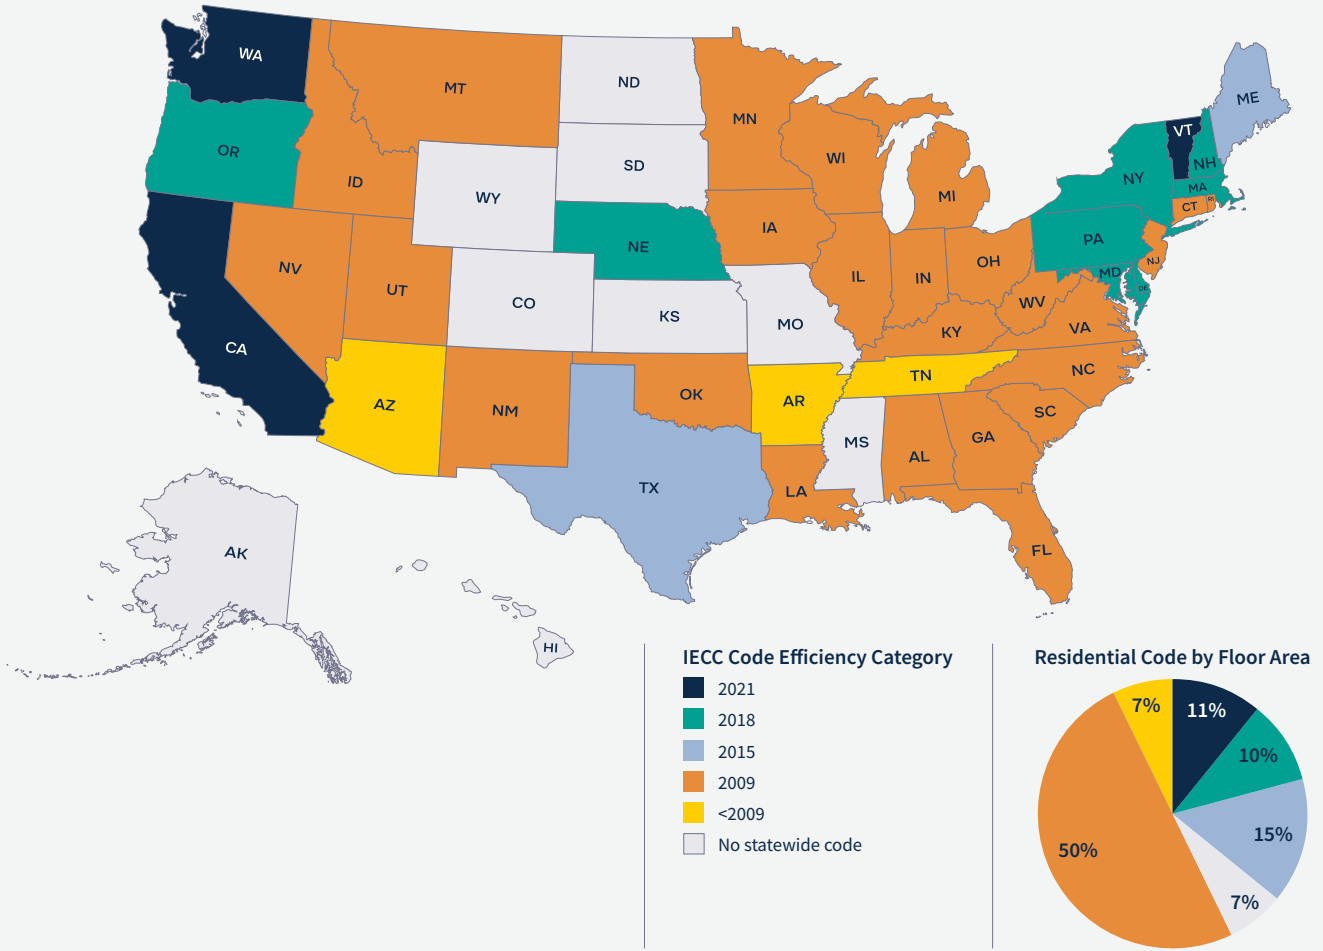 WA
MT
ND
MN
ME
VT
OR
ID
WY
SD
WI
MI
NY
NH
MA
CT
RI
NE
IA
PA
NJ
NV
UT
CO
KS
MO
IL
IN
OH
MD
DE
WV
KY
VA
CA
AZ
NM
OK
AR
TN
NC
SC
MS
AL
GA
TX
LA
FL
AK
HI
IECC Code Efficiency Category
2021
2018
2015
2009
<2009
No statewide code
Residential Code by Floor Area
7%
11%
10%
15%
50%
7%